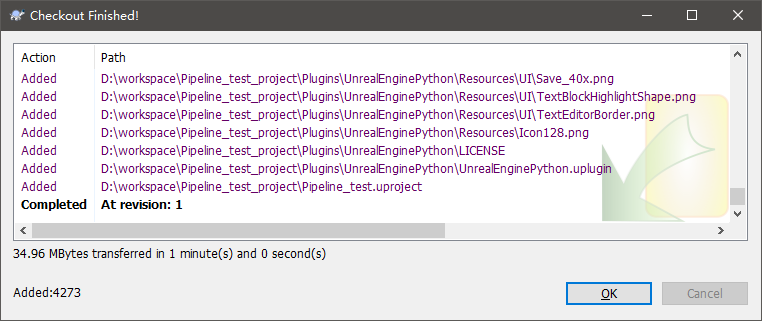 Checkout Finished!
Action Path
Added D:\workspace\Pipeline_test_project\Plugins\UnrealEnginePython\Resources\UI\Save_40x.png
Added D:\workspace\Pipeline_test_project\Plugins\UnrealEnginePython\Resources\UI\TextBlockHighlightShape.png
Added D:\workspace\Pipeline_test_project\Plugins\UnrealEnginePython\Resources\UI\TextEditorBorder.png
Added D:\workspace\Pipeline_test_project\Plugins\UnrealEnginePython\Resources\Icon128.png
Added D:\workspace\Pipeline_test_project\Plugins\UnrealEnginePython\LICENSE
Added D:\workspace\Pipeline_test_project\Plugins\UnrealEnginePython\UnrealEnginePython.uplugin
Added D:\workspace\Pipeline_test_project\Pipeline_test.uproject
Completed At revision: 1
34.96 MBytes transferred in 1 minute(s) and 0 second(s)
Added:4273
OK Cancel